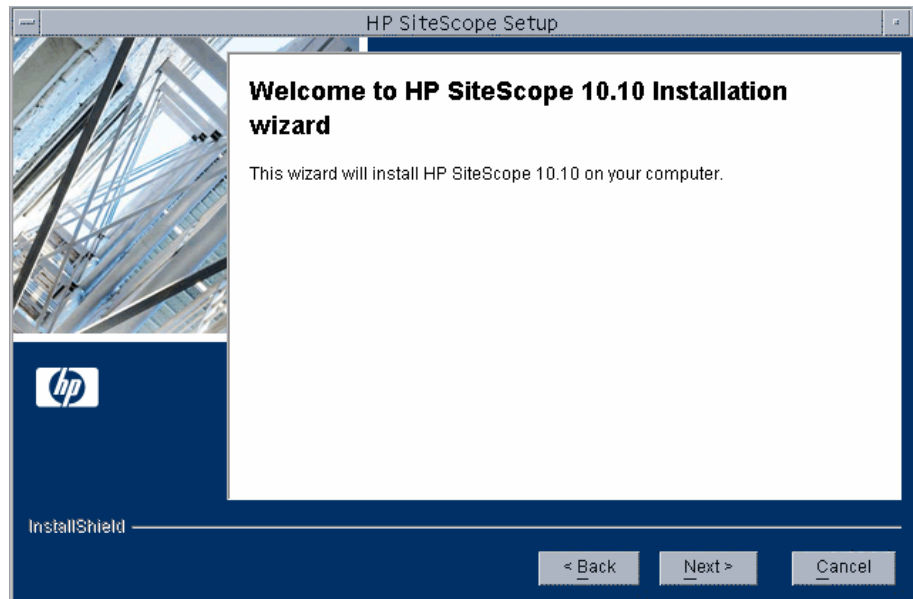 HP SiteScope Setup
Welcome to HP SiteScope 10.10 Installation
wizard
This wizard will install HP SiteScope 10.10 on your computer.
hp
InstallShield
< Back
Next >
Cancel